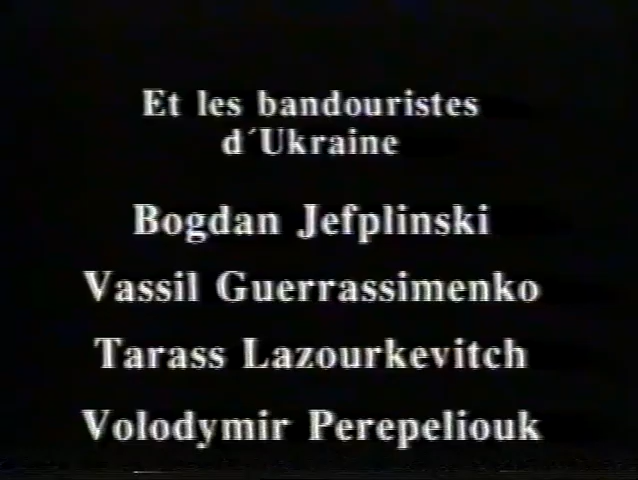 Et les bandouristes
d´Ukraine
Bogdan Jefplinski
Vassil Guerrassimenko
Tarass Lazourkevitch
Volodymir Perepeliouk